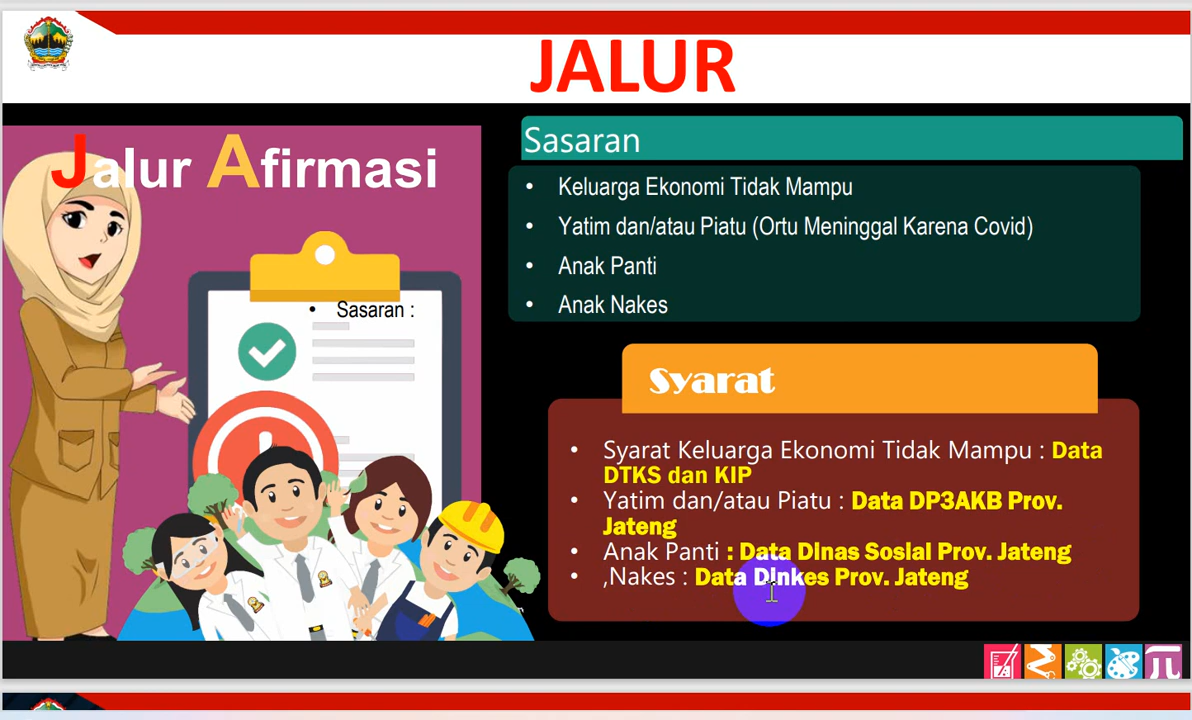 JALUR
Jalur Afirmasi
• Sasaran :
Sasaran
• Keluarga Ekonomi Tidak Mampu
• Yatim dan/atau Piatu (Ortu Meninggal Karena Covid)
• Anak Panti
• Anak Nakes
Syarat
• Syarat Keluarga Ekonomi Tidak Mampu : Data
DTKS dan KIP
• Yatim dan/atau Piatu : Data DP3AKB Prov.
Jateng
• Anak Panti : Data Dinas Sosial Prov. Jateng
• ,Nakes : Data Dinkes Prov. Jateng